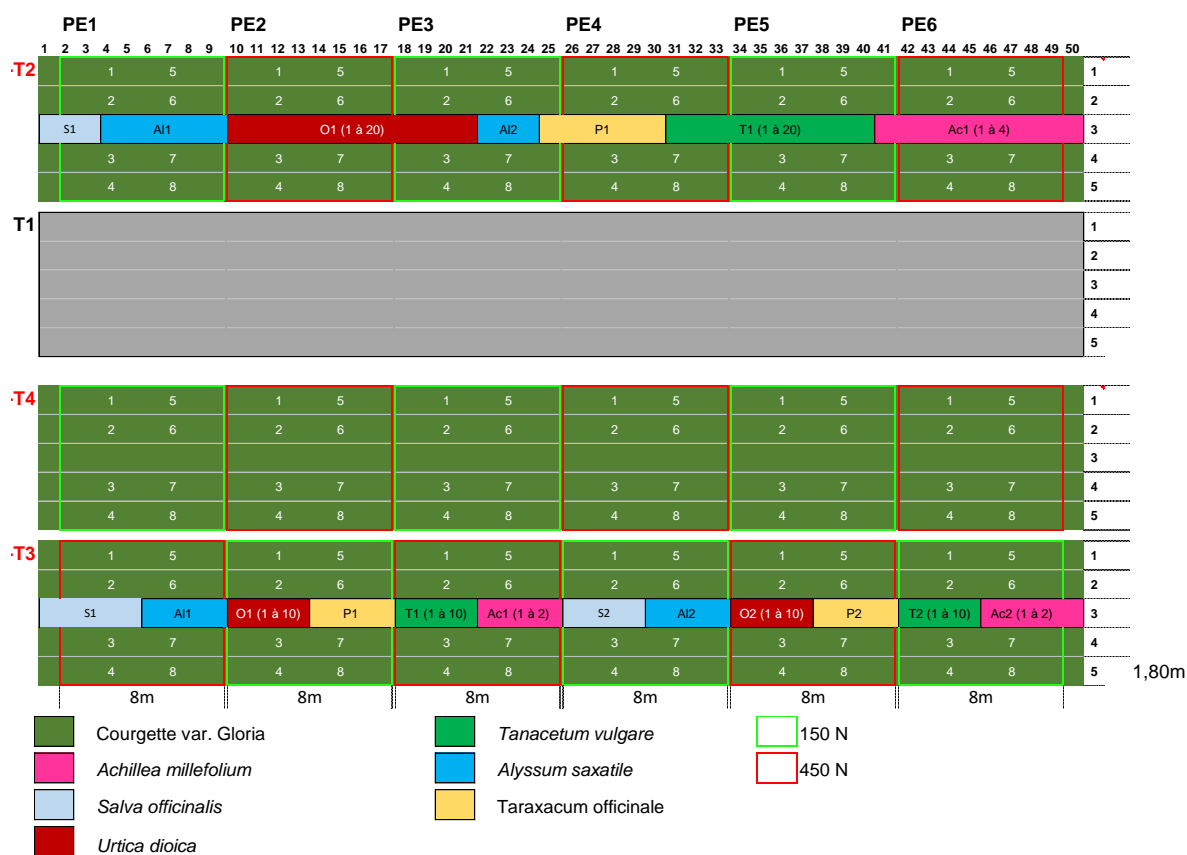 PE1 PE2 PE3 PE4 PE5 PE6
1 2 3 4 5 6 7 8 9 10 11 12 13 14 15 16 17 18 19 20 21 22 23 24 25 26 27 28 29 30 31 32 33 34 35 36 37 38 39 40 41 42 43 44 45 46 47 48 49 50
T2 1 5 1 5 1 5 1 5 1 5 1 5 1
2 6 2 6 2 6 2 6 2 6 2 6 2
S1 Al1 O1 (1 à 20) Al2 P1 T1 (1 à 20) Ac1 (1 à 4) 3
3 7 3 7 3 7 3 7 3 7 3 7 4
4 8 4 8 4 8 4 8 4 8 4 8 5
T1 1
2
3
4
5
T4 1 5 1 5 1 5 1 5 1 5 1 5 1
2 6 2 6 2 6 2 6 2 6 2 6 2
3
3 7 3 7 3 7 3 7 3 7 3 7 4
4 8 4 8 4 8 4 8 4 8 4 8 5
T3 1 5 1 5 1 5 1 5 1 5 1 5 1
2 6 2 6 2 6 2 6 2 6 2 6 2
S1 Al1 O1 (1 à 10) P1 T1 (1 à 10) Ac1 (1 à 2) S2 Al2 O2 (1 à 10) P2 T2 (1 à 10) Ac2 (1 à 2) 3
3 7 3 7 3 7 3 7 3 7 3 7 4
4 8 4 8 4 8 4 8 4 8 4 8 5 1,80m
8m 8m 8m 8m 8m 8m
Courgette var. Gloria Tanacetum vulgare 150 N
Achillea millefolium Alyssum saxatile 450 N
Salva officinalis Taraxacum officinale
Urtica dioica